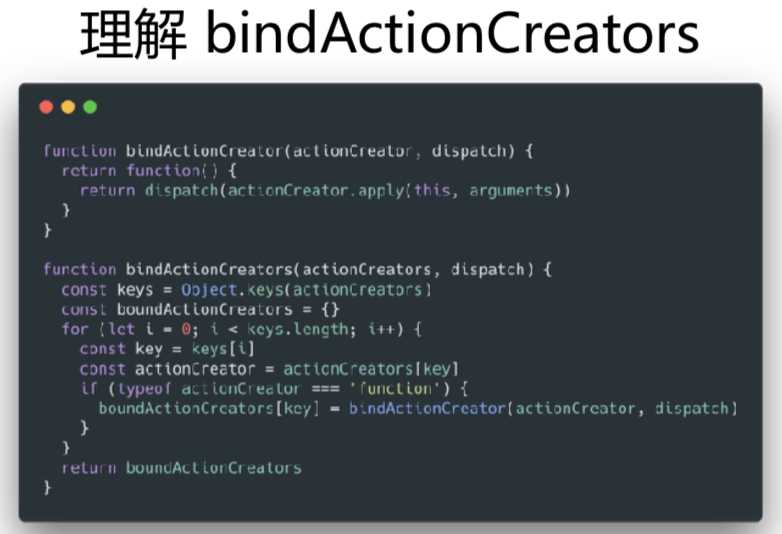 理解 bindActionCreators
function bindActionCreator(actionCreator, dispatch) {
  return function() {
    return dispatch(actionCreator.apply(this, arguments))
  }
}

function bindActionCreators(actionCreators, dispatch) {
  const keys = Object.keys(actionCreators)
  const boundActionCreators = {}
  for (let i = 0; i < keys.length; i++) {
    const key = keys[i]
    const actionCreator = actionCreators[key]
    if (typeof actionCreator === 'function') {
      boundActionCreators[key] = bindActionCreator(actionCreator, dispatch)
    }
  }
  return boundActionCreators
}